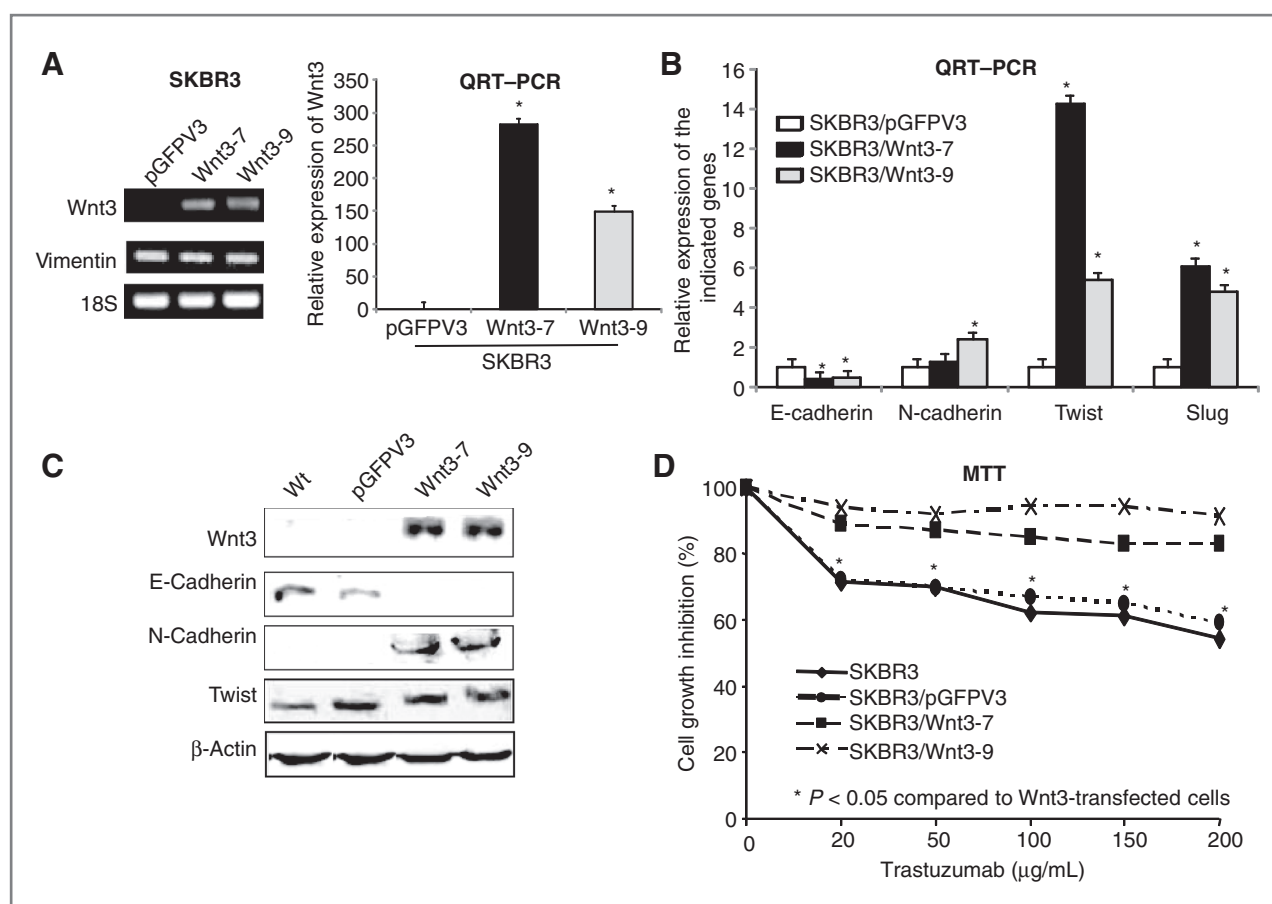 A
SKBR3
pGFPV3
Wnt3-7
Wnt3-9
Wnt3
Vimentin
18S
QRT–PCR
Relative expression of Wnt3
350
300
250
200
150
100
50
0
pGFPV3 Wnt3-7 Wnt3-9
SKBR3
B
QRT–PCR
Relative expression of the
indicated genes
16
14
12
10
8
6
4
2
0
SKBR3/pGFPV3
SKBR3/Wnt3-7
SKBR3/Wnt3-9
* * * * * * *
E-cadherin N-cadherin Twist Slug
C
Wt
pGFPV3
Wnt3-7
Wnt3-9
Wnt3
E-Cadherin
N-Cadherin
Twist
β-Actin
D
MTT
Cell growth inhibition (%)
100
80
60
40
20
0
* * * * *
SKBR3
SKBR3/pGFPV3
SKBR3/Wnt3-7
SKBR3/Wnt3-9
* P < 0.05 compared to Wnt3-transfected cells
0 20 50 100 150 200
Trastuzumab (μg/mL)